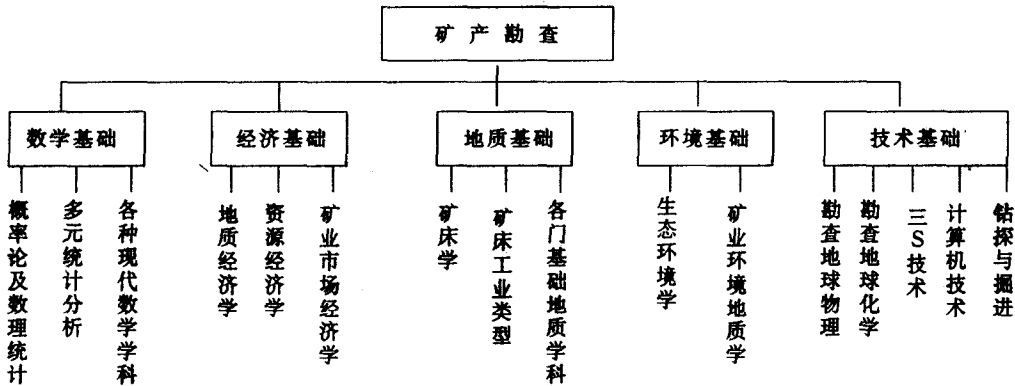 矿产勘查
数学基础
经济基础
地质基础
环境基础
技术基础
概率论及数理统计
多元统计分析
各种现代数学学科
地质经济学
资源经济学
矿业市场经济学
矿床学
矿床工业类型
各门基础地质学科
生态环境学
矿业环境地质学
勘查地球物理
勘查地球化学
三S技术
计算机技术
钻探与掘进